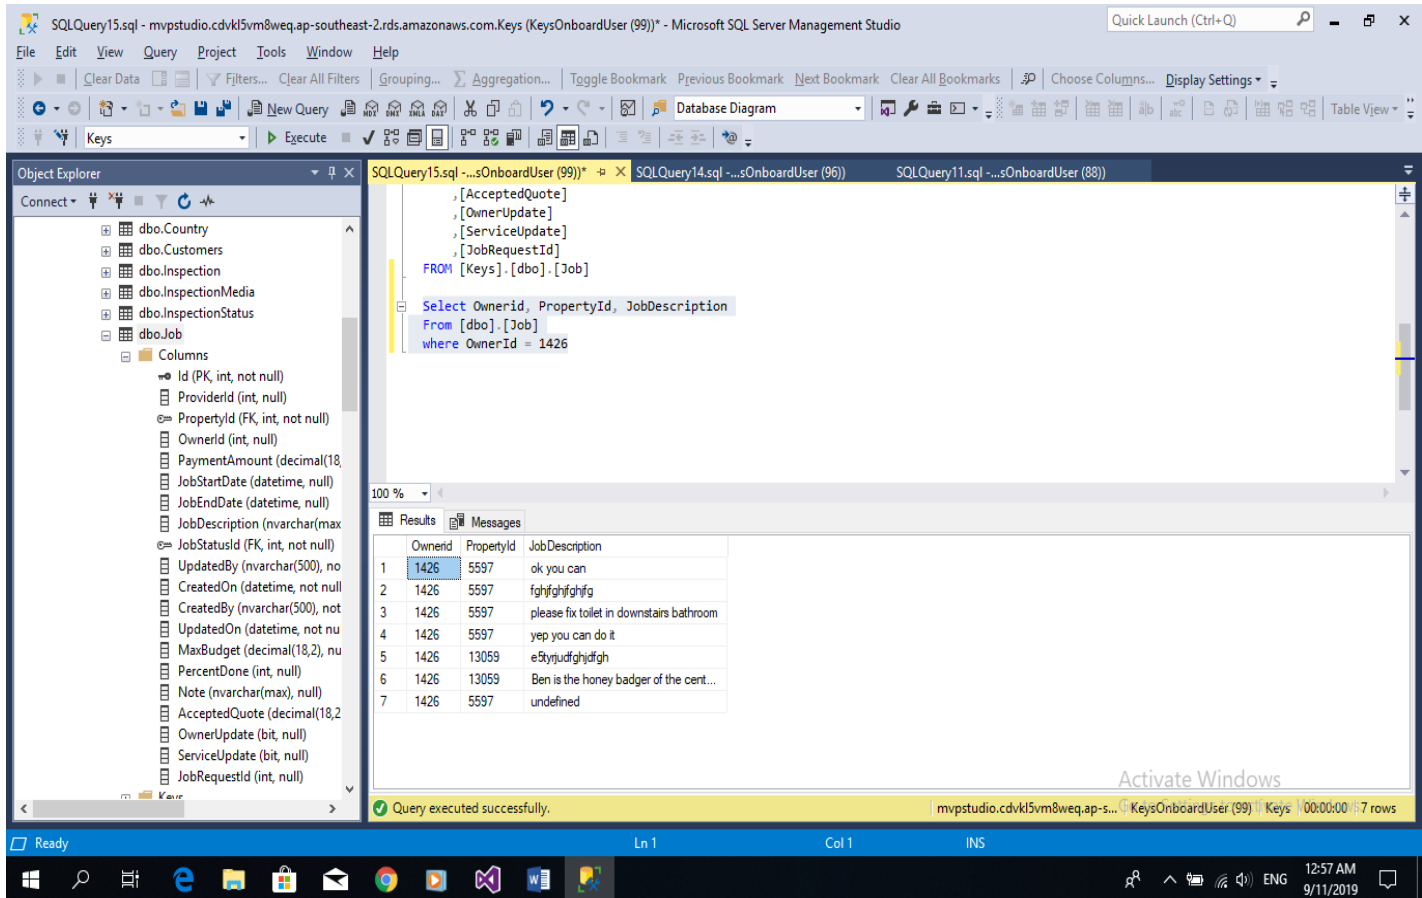 SQLQuery15.sql - mvpstudio.cdvkl5vm8weq.ap-southeast-2.rds.amazonaws.com.Keys (KeysOnboardUser (99))* - Microsoft SQL Server Management Studio
Quick Launch (Ctrl+Q)
File Edit View Query Project Tools Window Help
Clear Data Filters... Clear All Filters Grouping... Aggregation... Toggle Bookmark Previous Bookmark Next Bookmark Clear All Bookmarks Choose Columns... Display Settings
New Query MDX DMX XMLA DAX Database Diagram Table View
Keys Execute
Object Explorer
Connect
dbo.Country
dbo.Customers
dbo.Inspection
dbo.InspectionMedia
dbo.InspectionStatus
dbo.Job
Columns
Id (PK, int, not null)
ProviderId (int, null)
PropertyId (FK, int, not null)
OwnerId (int, null)
PaymentAmount (decimal(18,
JobStartDate (datetime, null)
JobEndDate (datetime, null)
JobDescription (nvarchar(max
JobStatusId (FK, int, not null)
UpdatedBy (nvarchar(500), no
CreatedOn (datetime, not null
CreatedBy (nvarchar(500), not
UpdatedOn (datetime, not nu
MaxBudget (decimal(18,2), nu
PercentDone (int, null)
Note (nvarchar(max), null)
AcceptedQuote (decimal(18,2
OwnerUpdate (bit, null)
ServiceUpdate (bit, null)
JobRequestId (int, null)
Keys
SQLQuery15.sql -...sOnboardUser (99))* SQLQuery14.sql -...sOnboardUser (96)) SQLQuery11.sql -...sOnboardUser (88))
,[AcceptedQuote]
,[OwnerUpdate]
,[ServiceUpdate]
,[JobRequestId]
FROM [Keys].[dbo].[Job]
Select Ownerid, PropertyId, JobDescription
From [dbo].[Job]
where OwnerId = 1426
100 %
Results Messages
Ownerid PropertyId JobDescription
1 1426 5597 ok you can
2 1426 5597 fghjfghjfghjfg
3 1426 5597 please fix toilet in downstairs bathroom
4 1426 5597 yep you can do it
5 1426 13059 e5tyrjudfghjdfgh
6 1426 13059 Ben is the honey badger of the cent...
7 1426 5597 undefined
Activate Windows
Query executed successfully. mvpstudio.cdvkl5vm8weq.ap-s... KeysOnboardUser (99) Keys 00:00:00 7 rows
Ready Ln 1 Col 1 INS
ENG
12:57 AM
9/11/2019